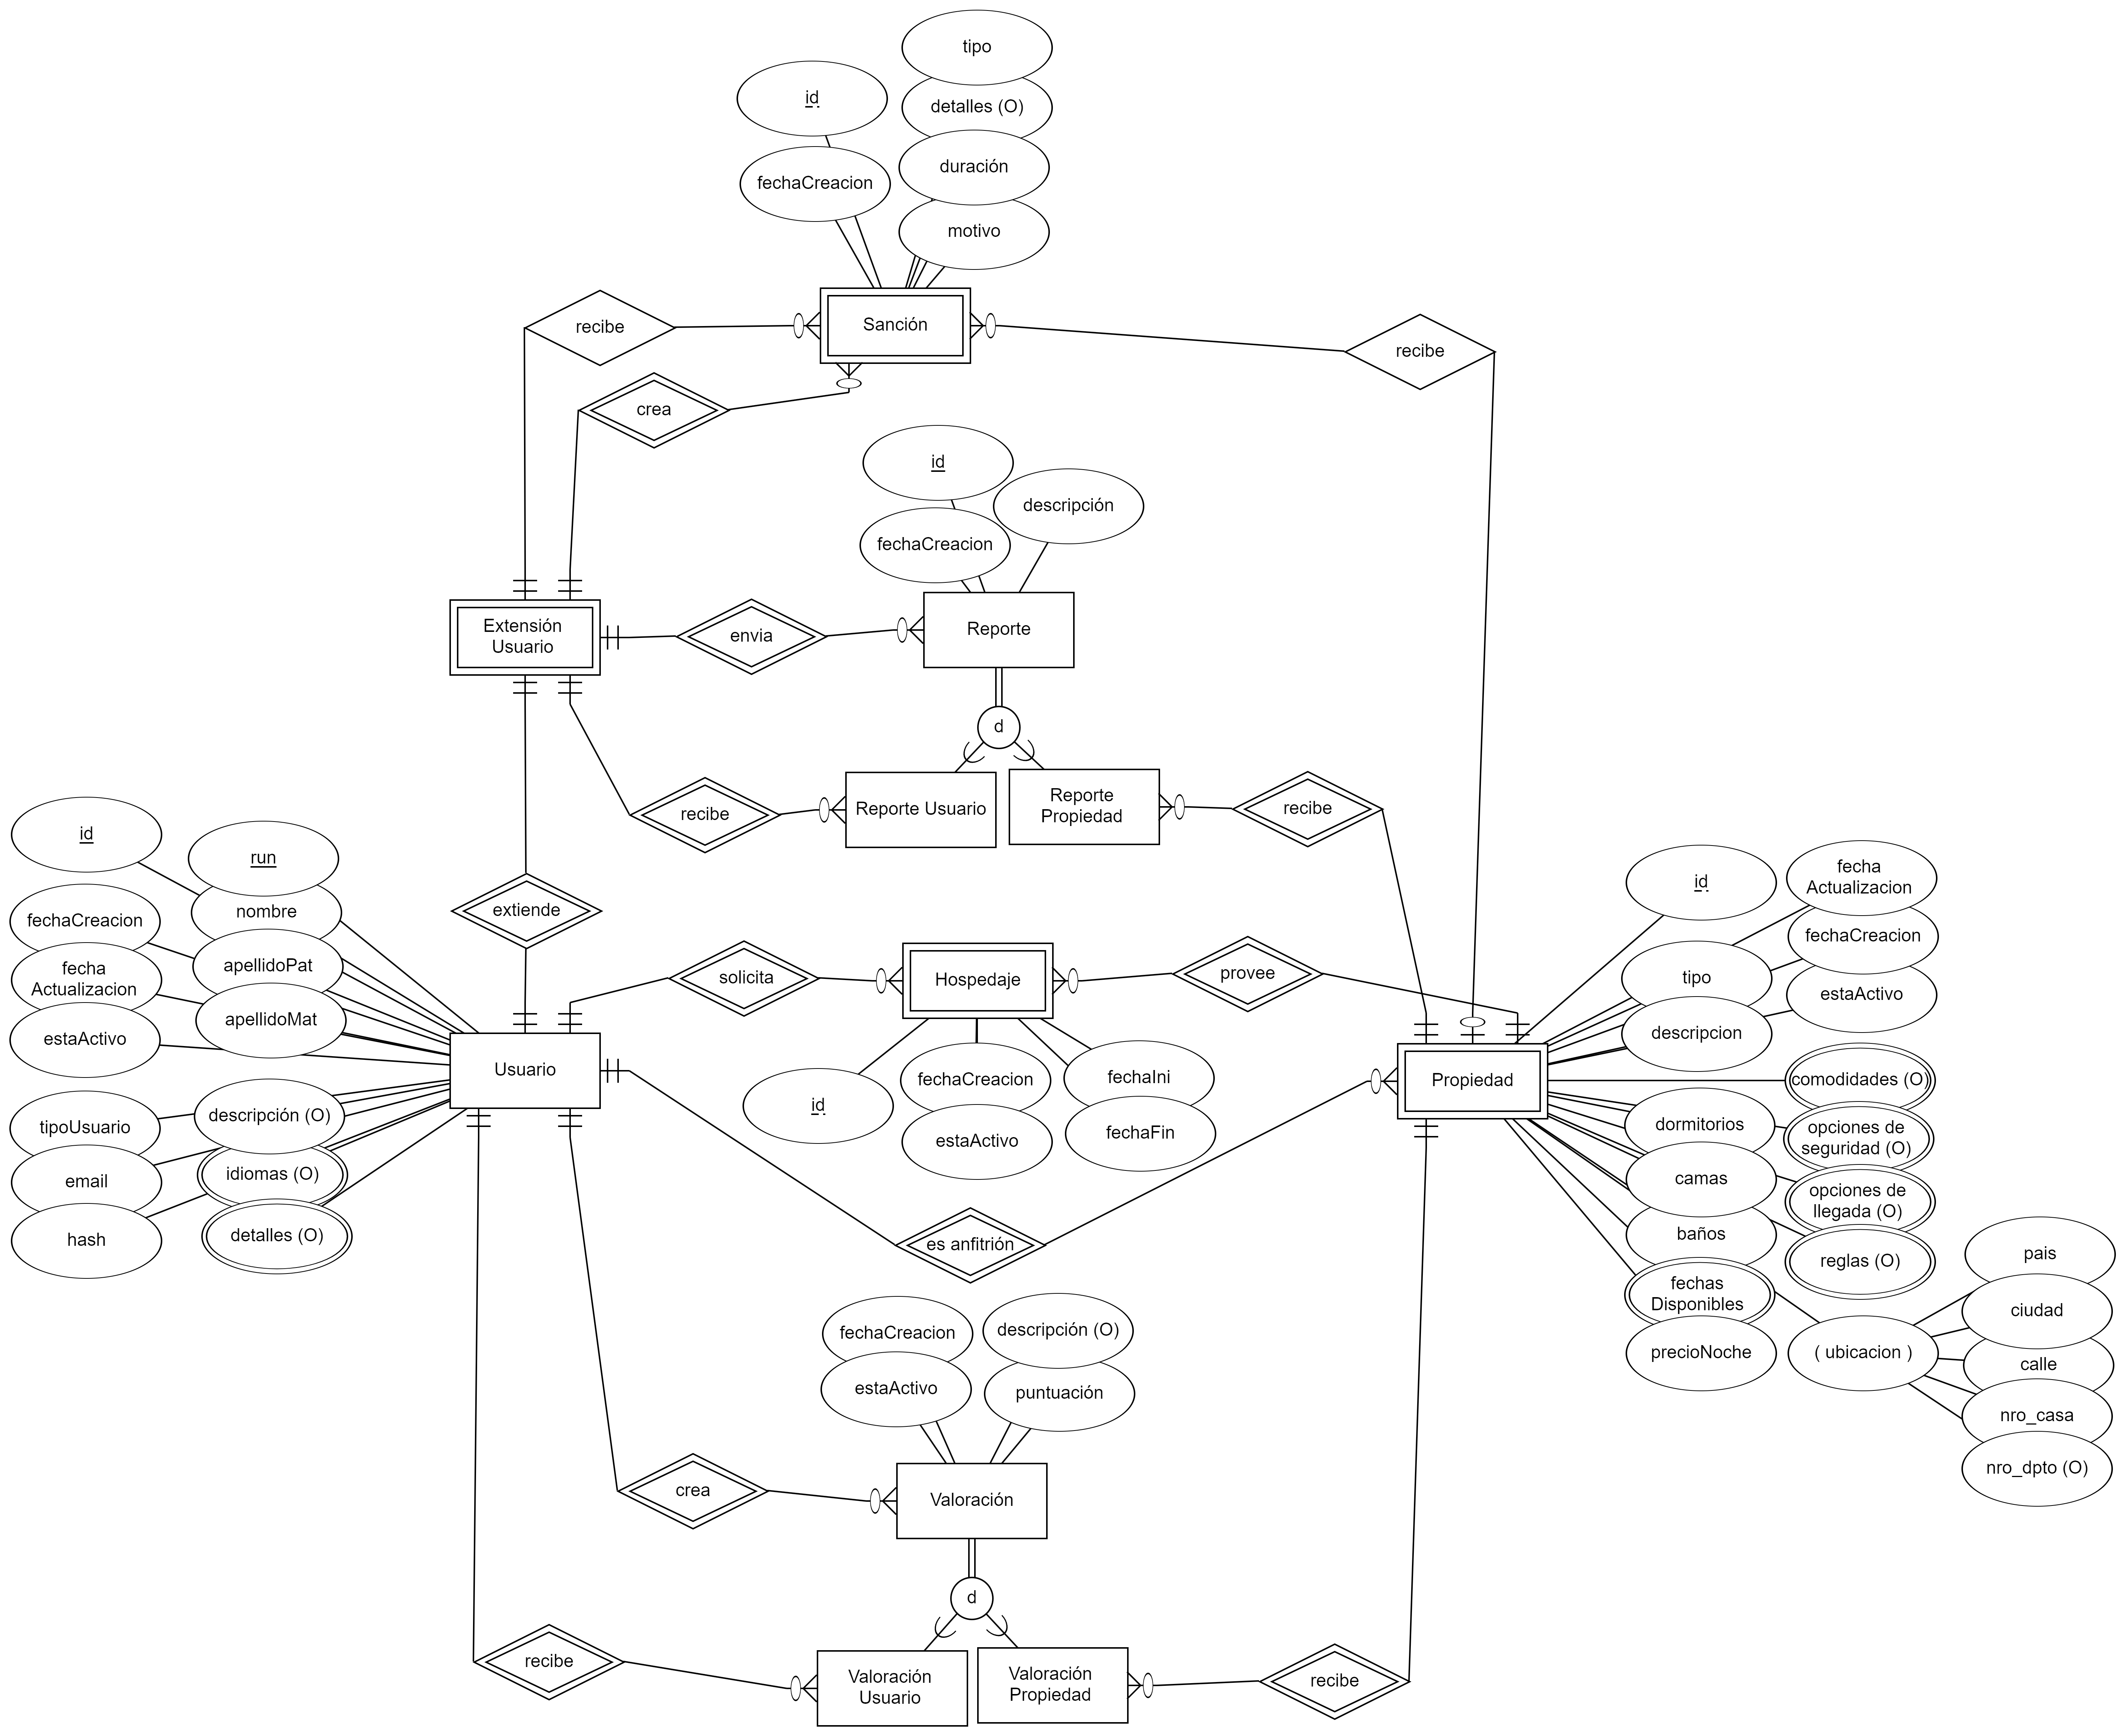 tipo
id
detalles (O)
duración
fechaCreacion
motivo
recibe
Sanción
recibe
crea
id
descripción
fechaCreacion
Extensión
Usuario
envia
Reporte
d
Reporte Usuario
Reporte
Propiedad
recibe
recibe
id
run
fechaCreacion
nombre
fecha
Actualizacion
apellidoPat
estaActivo
apellidoMat
extiende
solicita
Hospedaje
provee
id
fecha
Actualizacion
fechaCreacion
tipo
estaActivo
descripcion
Usuario
id
fechaCreacion
estaActivo
fechaIni
fechaFin
Propiedad
comodidades (O)
tipoUsuario
descripción (O)
email
idiomas (O)
hash
detalles (O)
es anfitrión
dormitorios
opciones de
seguridad (O)
camas
opciones de
llegada (O)
baños
reglas (O)
fechas
Disponibles
precioNoche
( ubicacion )
pais
ciudad
calle
nro_casa
nro_dpto (O)
fechaCreacion
descripción (O)
estaActivo
puntuación
crea
Valoración
d
recibe
Valoración
Usuario
Valoración
Propiedad
recibe